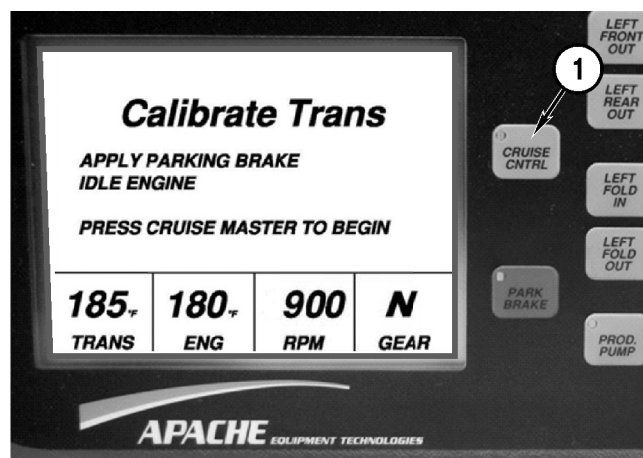 Calibrate Trans
APPLY PARKING BRAKE
IDLE ENGINE
PRESS CRUISE MASTER TO BEGIN
185°F
180°F
900
N
TRANS
ENG
RPM
GEAR
1
CRUISE
CNTRL
PARK
BRAKE
LEFT
FRONT
OUT
LEFT
REAR
OUT
LEFT
FOLD
IN
LEFT
FOLD
OUT
PROD.
PUMP
APACHE EQUIPMENT TECHNOLOGIES